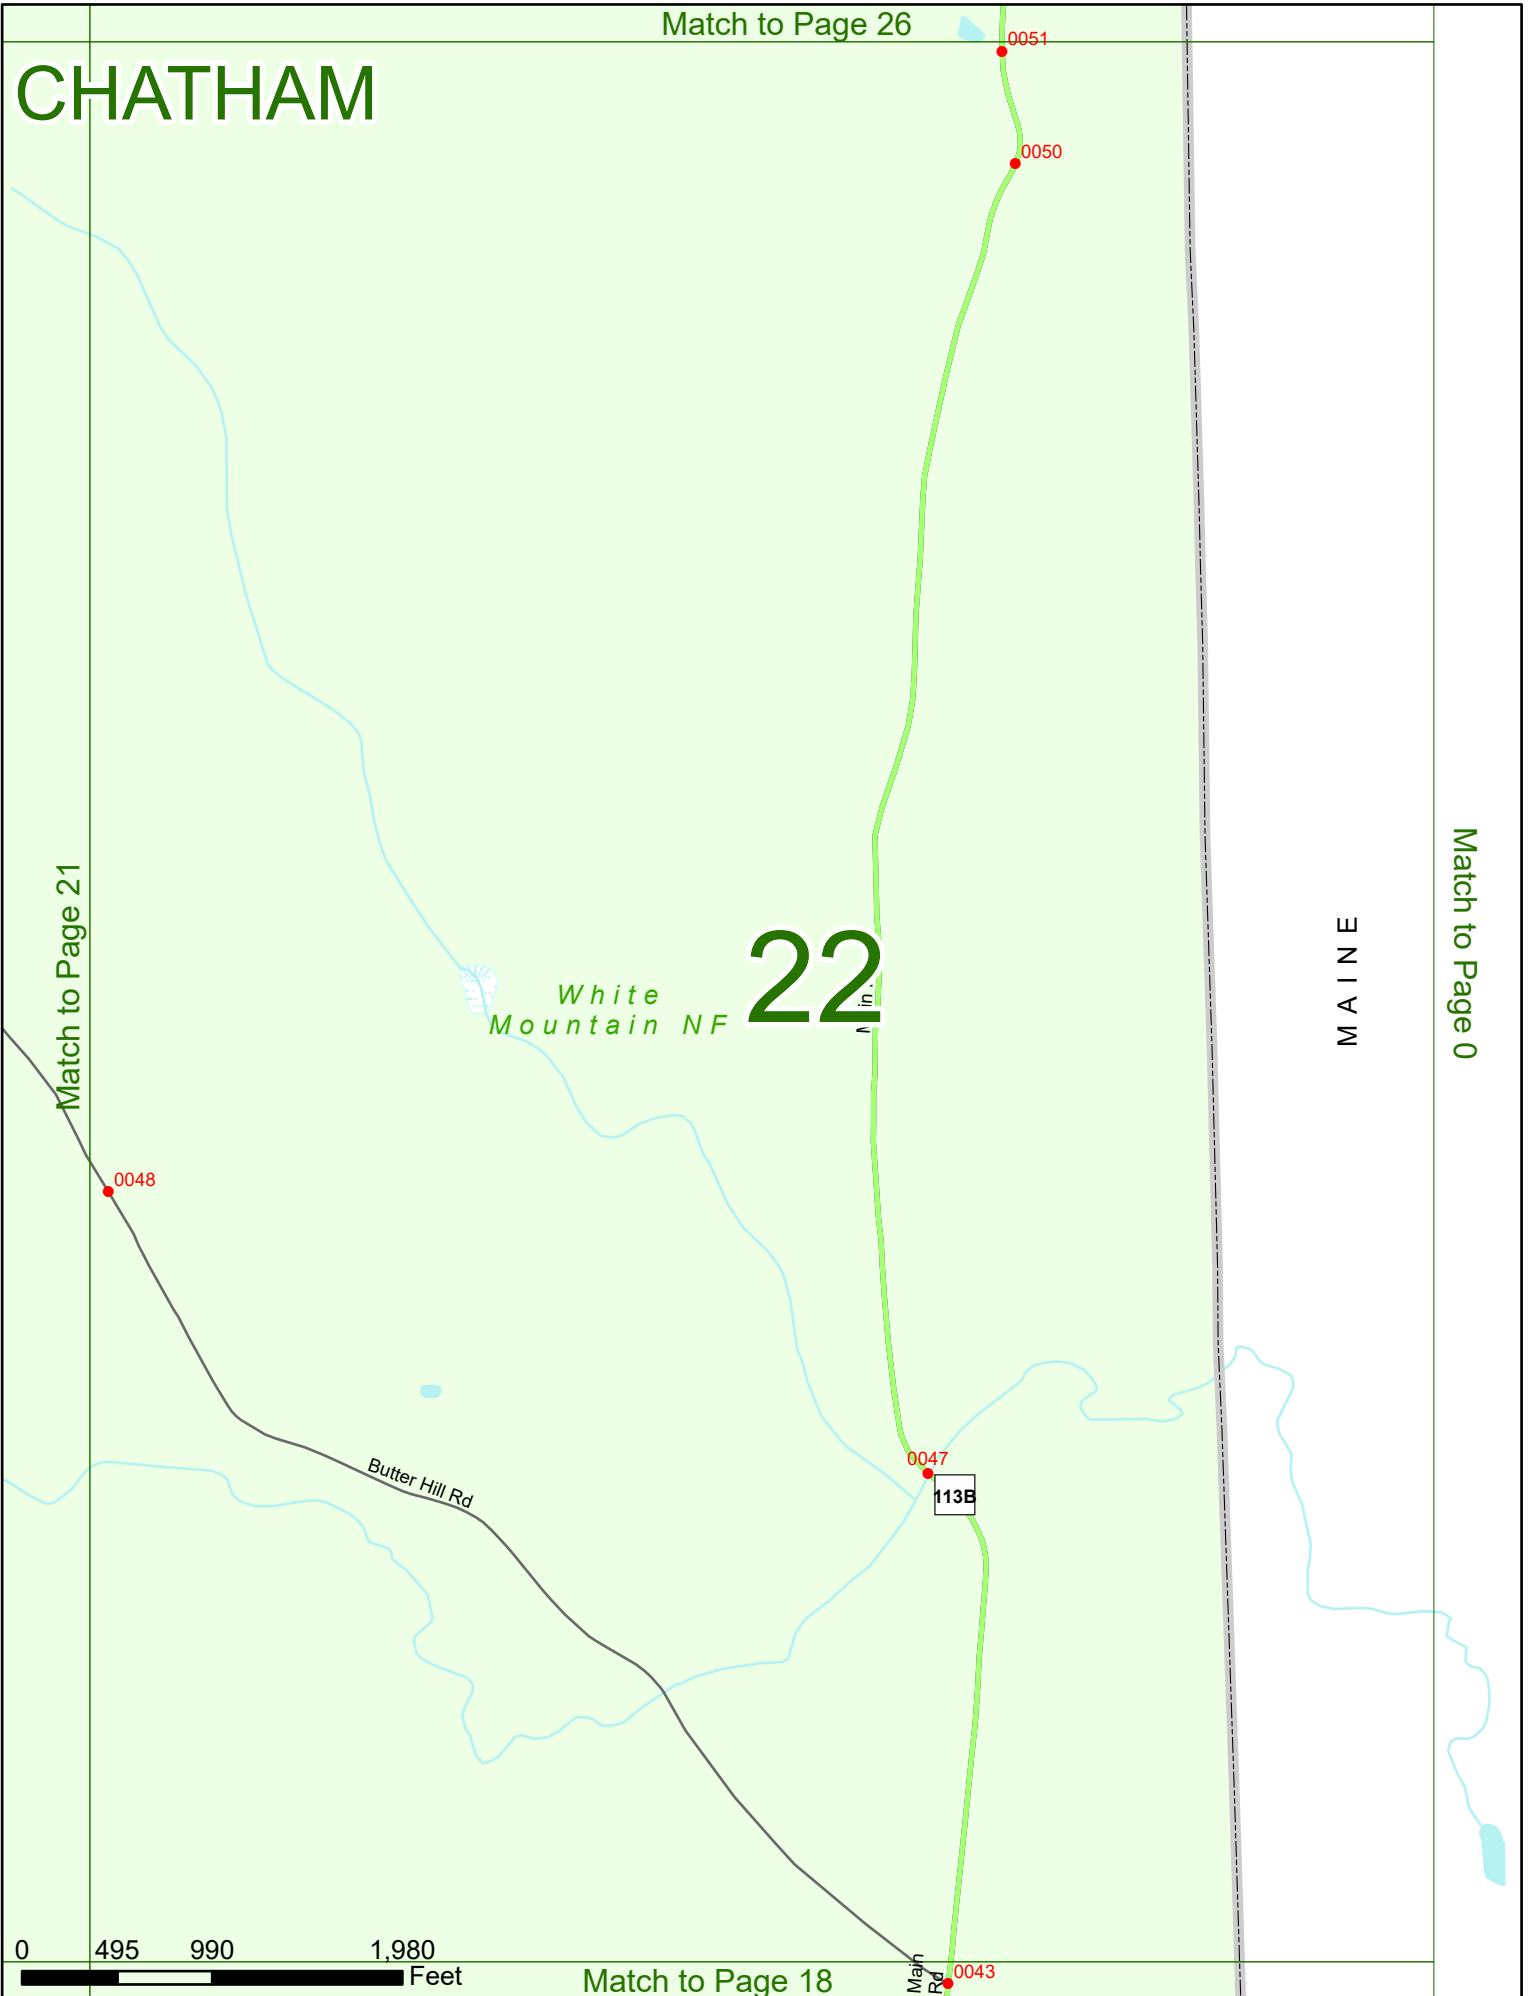 Match to Page 26
0051
CHATHAM
0050
Match to Page 21
Match to Page 0
MAINE
22
White
Mountain NF
0048
0047
113B
Butter Hill Rd
0 495 990 1,980
Feet
Match to Page 18
Main
Rd
0043